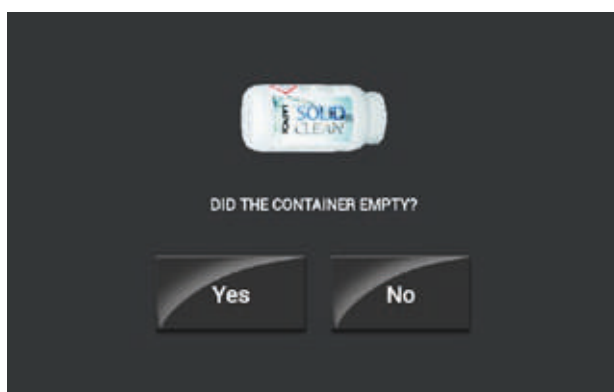 SOLID
CLEAN
DID THE CONTAINER EMPTY?
Yes
No